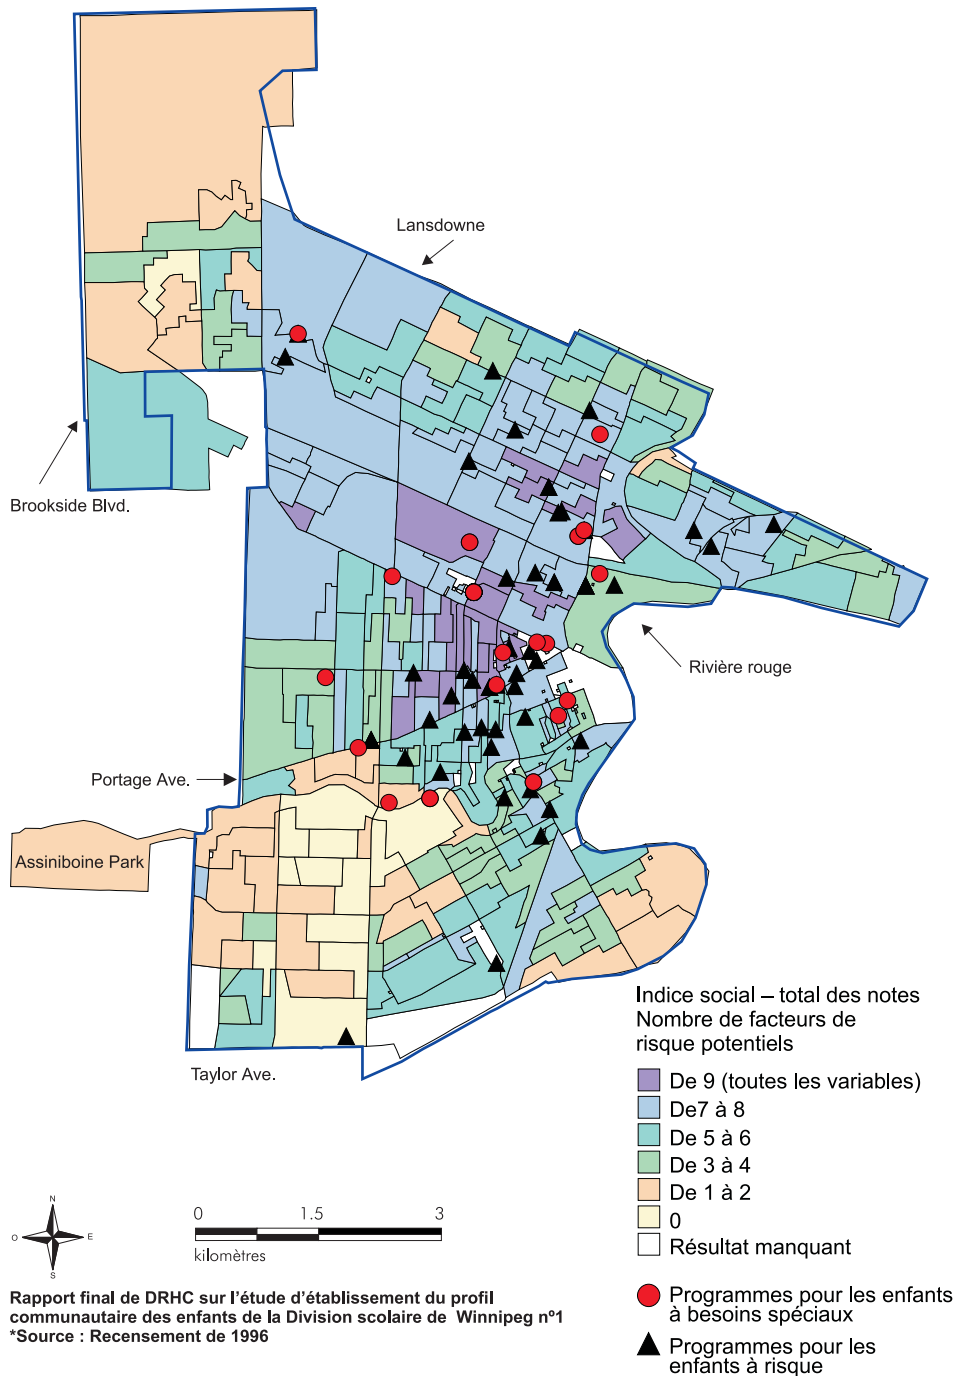 Lansdowne
Brookside Blvd.
Rivière rouge
Portage Ave.
Assiniboine Park
Taylor Ave.
Indice social – total des notes
Nombre de facteurs de
risque potentiels
De 9 (toutes les variables)
De7 à 8
De 5 à 6
De 3 à 4
De 1 à 2
0
Résultat manquant
Programmes pour les enfants
à besoins spéciaux
Programmes pour les
enfants à risque
N
O
E
S
0 1.5 3
kilomètres
Rapport final de DRHC sur l'étude d'établissement du profil
communautaire des enfants de la Division scolaire de Winnipeg nº1
*Source : Recensement de 1996